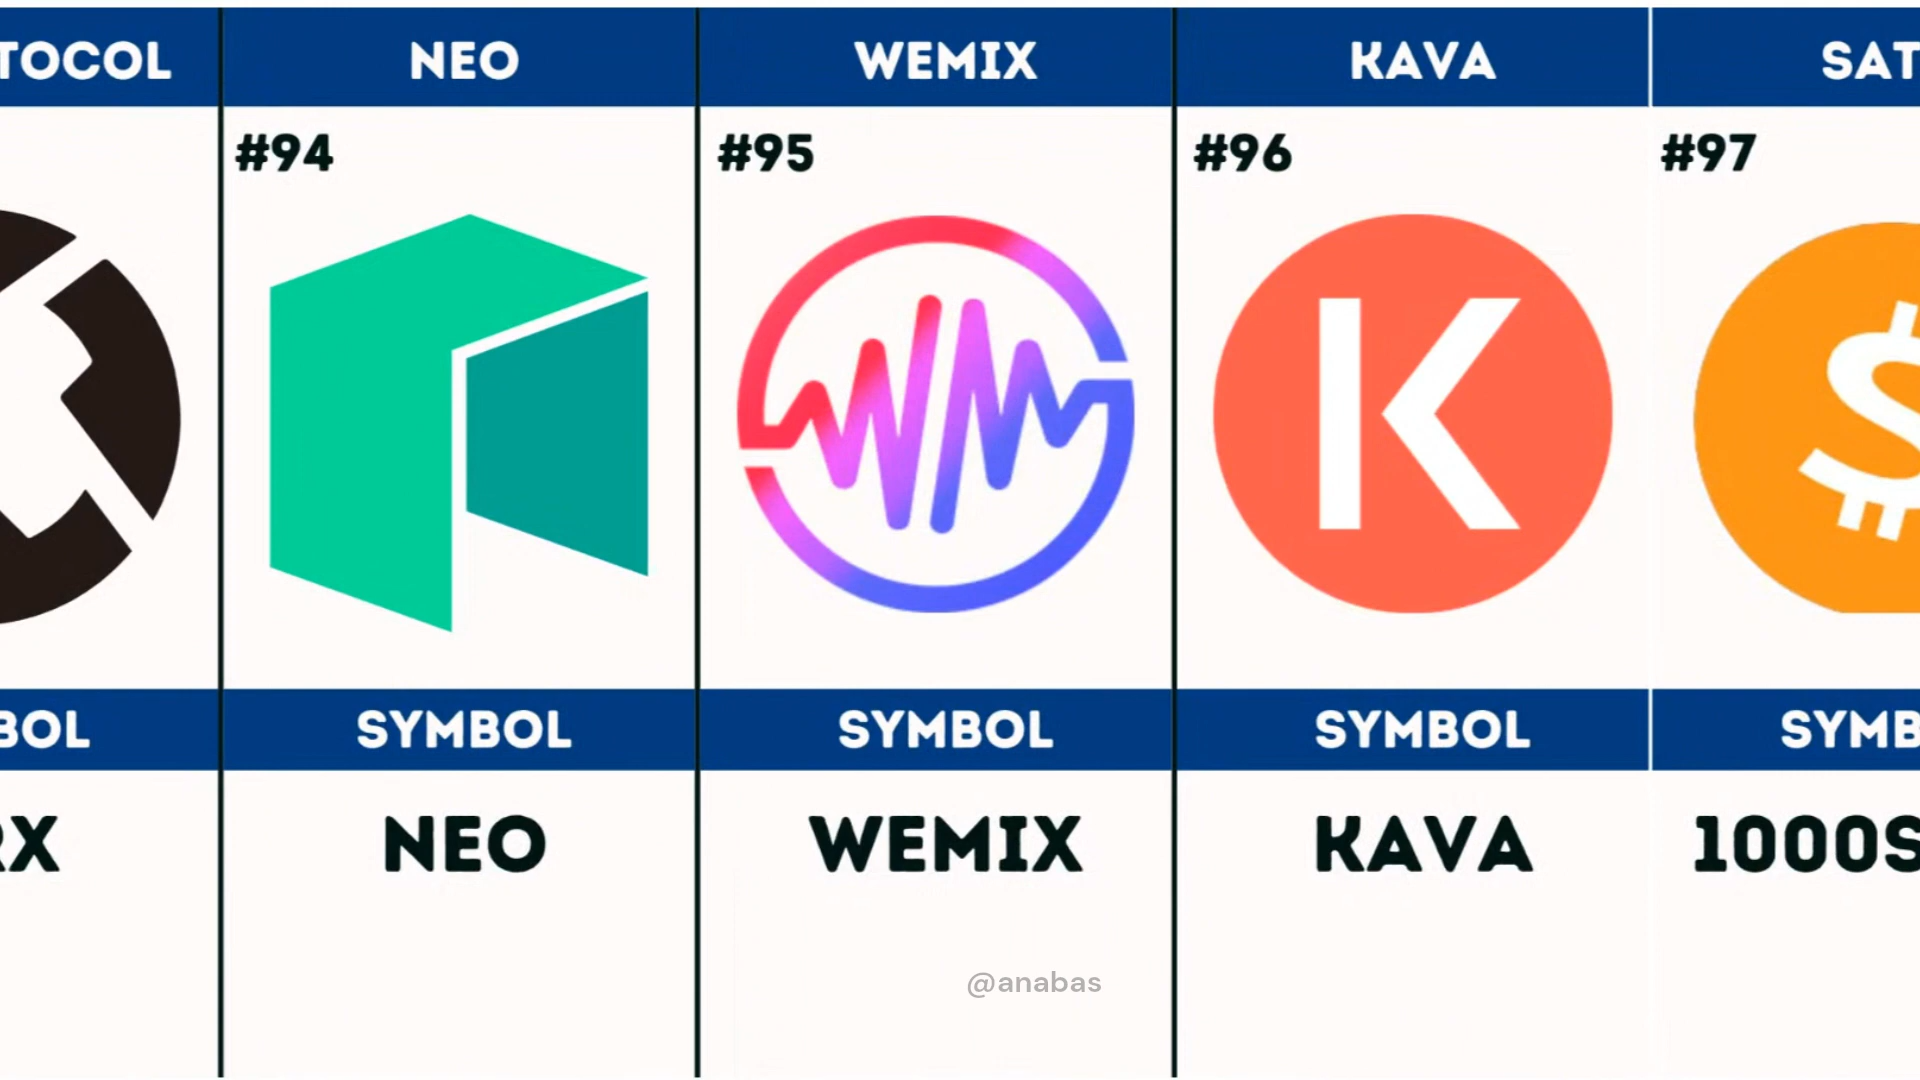 TOCOL NEO WEMIX KAVA SAT
#94 #95 #96 #97
BOL SYMBOL SYMBOL SYMBOL SYMB
RX NEO WEMIX KAVA 1000S
@anabas